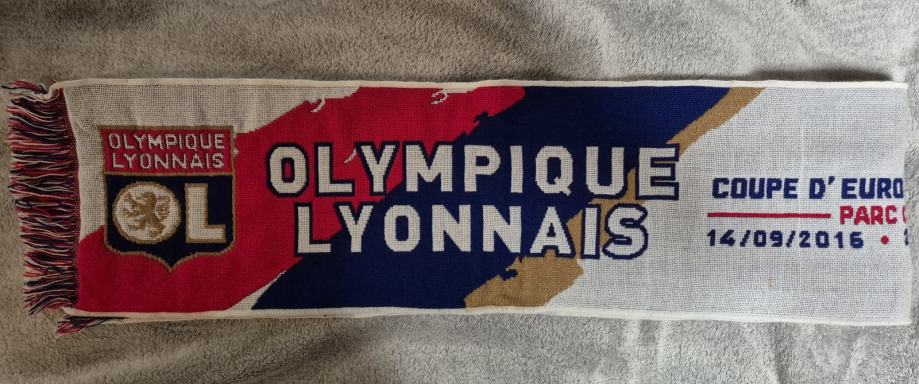 OLYMPIQUE
LYONNAIS
OL
OLYMPIQUE
LYONNAIS
COUPE D'EURO
PARC
14/09/2016 •